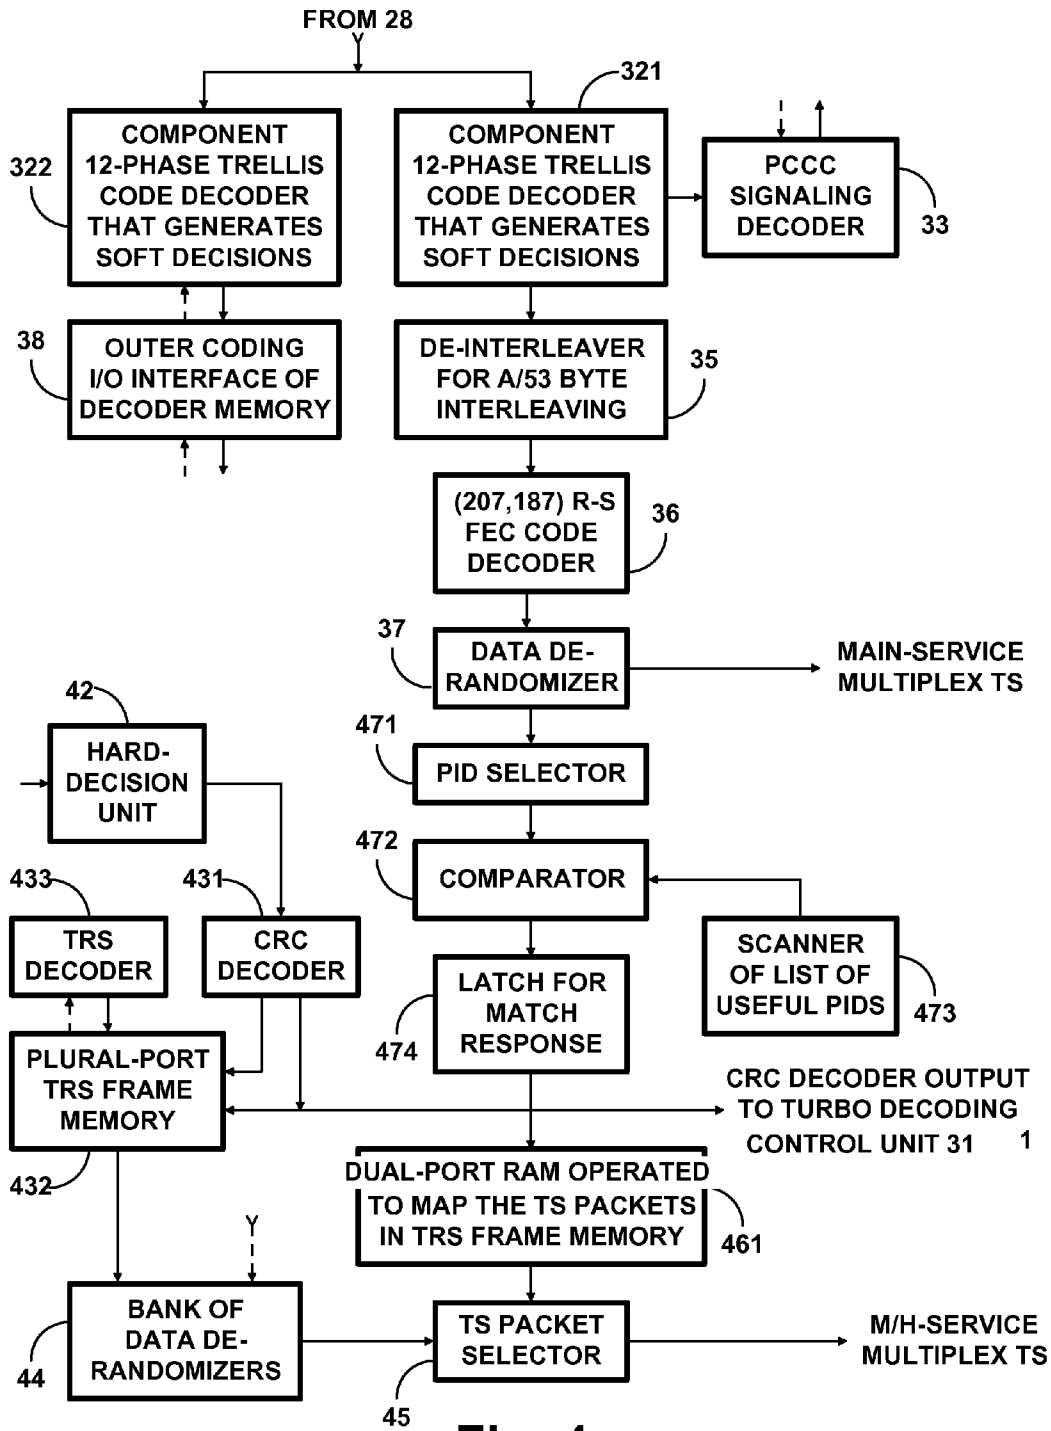 FROM 28
321
COMPONENT
12-PHASE TRELLIS
CODE DECODER
THAT GENERATES
SOFT DECISIONS
322
COMPONENT
12-PHASE TRELLIS
CODE DECODER
THAT GENERATES
SOFT DECISIONS
PCCC
SIGNALING
DECODER
33
38
OUTER CODING
I/O INTERFACE OF
DECODER MEMORY
DE-INTERLEAVER
FOR A/53 BYTE
INTERLEAVING
35
(207,187) R-S
FEC CODE
DECODER
36
37
DATA DE-
RANDOMIZER
MAIN-SERVICE
MULTIPLEX TS
42
HARD-
DECISION
UNIT
471
PID SELECTOR
472
COMPARATOR
433
431
TRS
DECODER
CRC
DECODER
SCANNER
OF LIST OF
USEFUL PIDS
473
LATCH FOR
MATCH
RESPONSE
474
PLURAL-PORT
TRS FRAME
MEMORY
432
CRC DECODER OUTPUT
TO TURBO DECODING
CONTROL UNIT 31 1
DUAL-PORT RAM OPERATED
TO MAP THE TS PACKETS
IN TRS FRAME MEMORY
461
BANK OF
DATA DE-
RANDOMIZERS
44
TS PACKET
SELECTOR
45
M/H-SERVICE
MULTIPLEX TS